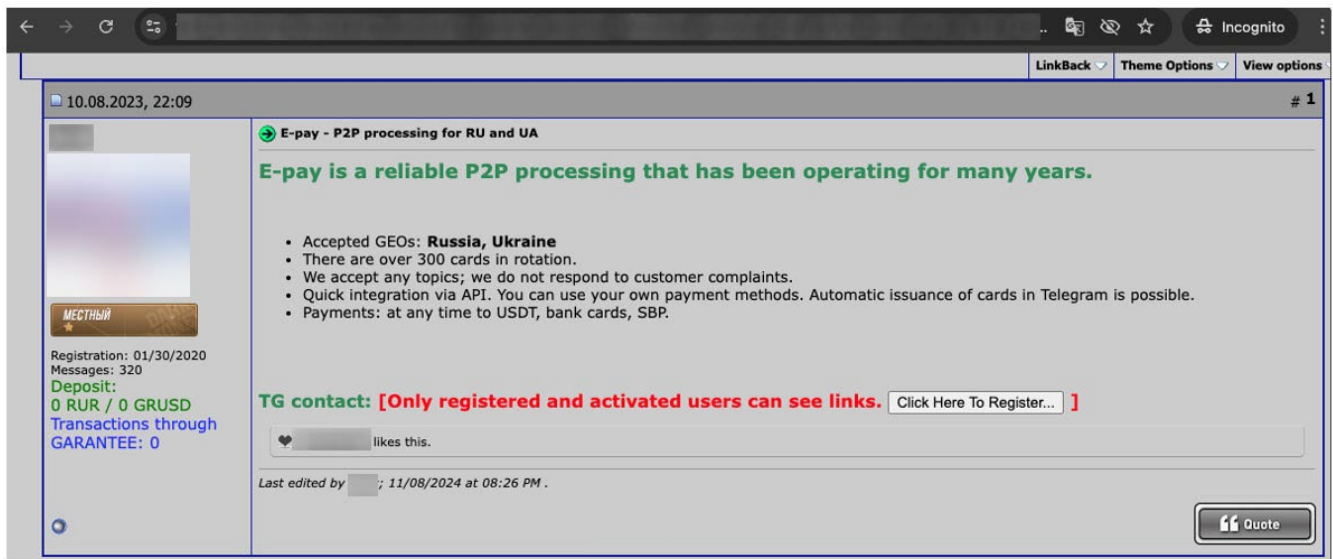 Incognito
LinkBack Theme Options View options
10.08.2023, 22:09 # 1
E-pay - P2P processing for RU and UA
E-pay is a reliable P2P processing that has been operating for many years.
• Accepted GEOs: Russia, Ukraine
• There are over 300 cards in rotation.
• We accept any topics; we do not respond to customer complaints.
• Quick integration via API. You can use your own payment methods. Automatic issuance of cards in Telegram is possible.
• Payments: at any time to USDT, bank cards, SBP.
МЕСТНЫЙ
Registration: 01/30/2020
Messages: 320
Deposit:
0 RUR / 0 GRUSD
Transactions through
GARANTEE: 0
TG contact: [Only registered and activated users can see links. Click Here To Register... ]
likes this.
Last edited by ; 11/08/2024 at 08:26 PM .
Quote